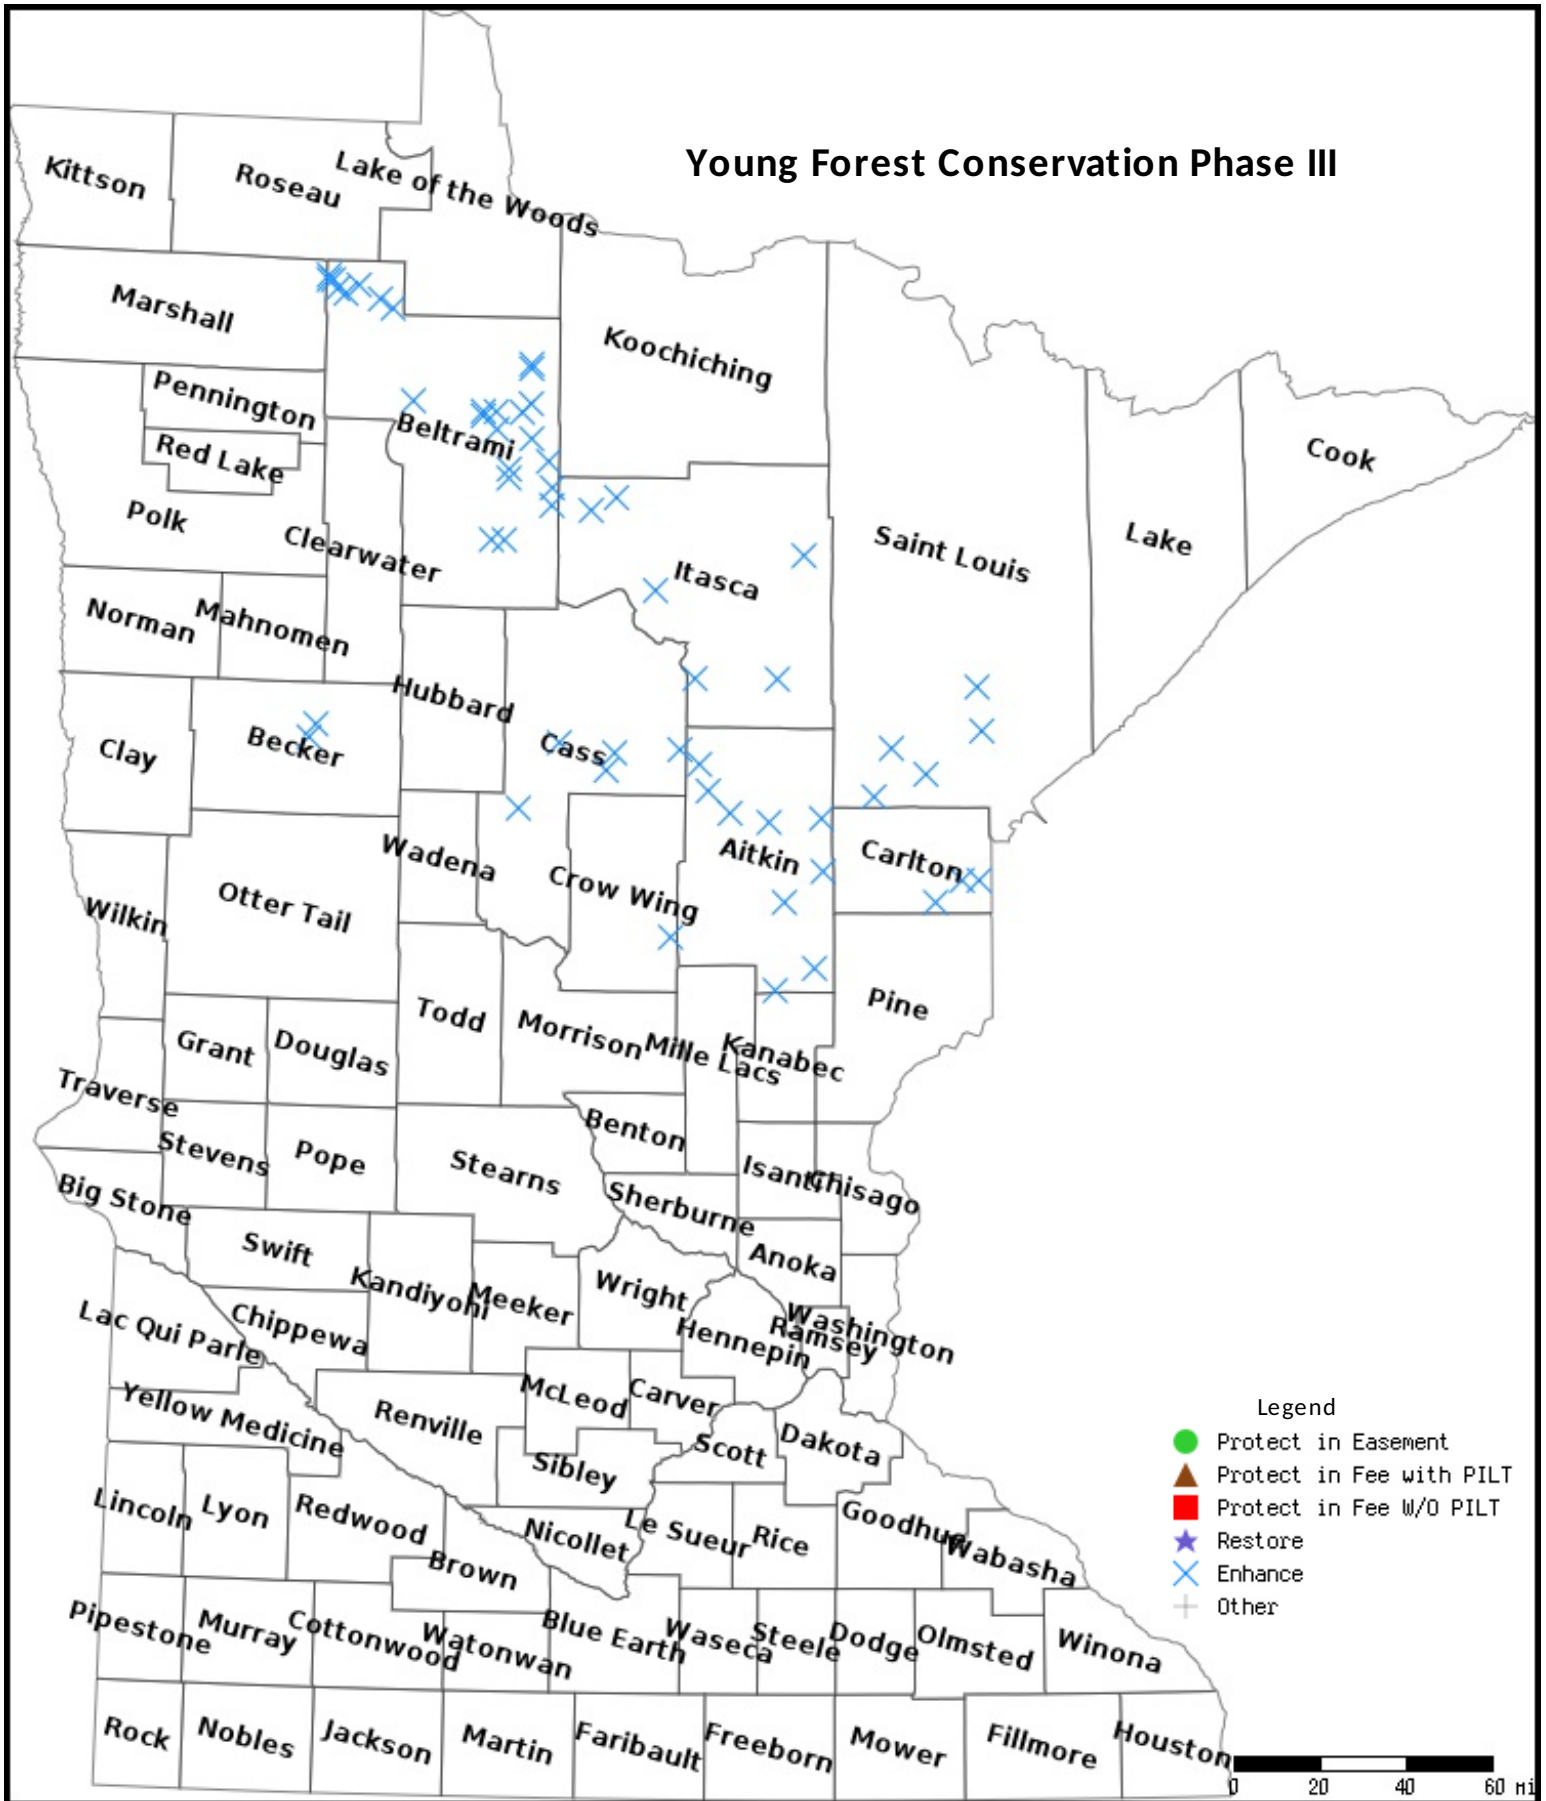 Young Forest Conservation Phase III
Kittson
Roseau
Lake of the Woods
Marshall
Koochiching
Pennington
Beltrami
Red Lake
Cook
Polk
Clearwater
Saint Louis
Lake
Itasca
Norman
Mahnomen
Hubbard
Clay
Becker
Cass
Wadena
Aitkin
Carlton
Crow Wing
Wilkin
Otter Tail
Pine
Todd
Morrison
Mille Lacs
Kanabec
Grant
Douglas
Traverse
Stevens
Pope
Stearns
Benton
Isanti
Chisago
Big Stone
Sherburne
Swift
Anoka
Kandiyohi
Meeker
Wright
Lac Qui Parle
Chippewa
Hennepin
Ramsey
Washington
Yellow Medicine
Renville
McLeod
Carver
Scott
Dakota
Sibley
Lincoln
Lyon
Redwood
Nicollet
Le Sueur
Rice
Goodhue
Wabasha
Brown
Pipestone
Murray
Cottonwood
Watonwan
Blue Earth
Waseca
Steele
Dodge
Olmsted
Winona
Rock
Nobles
Jackson
Martin
Faribault
Freeborn
Mower
Fillmore
Houston
Legend
Protect in Easement
Protect in Fee with PILT
Protect in Fee W/O PILT
Restore
Enhance
Other
0 20 40 60 mi